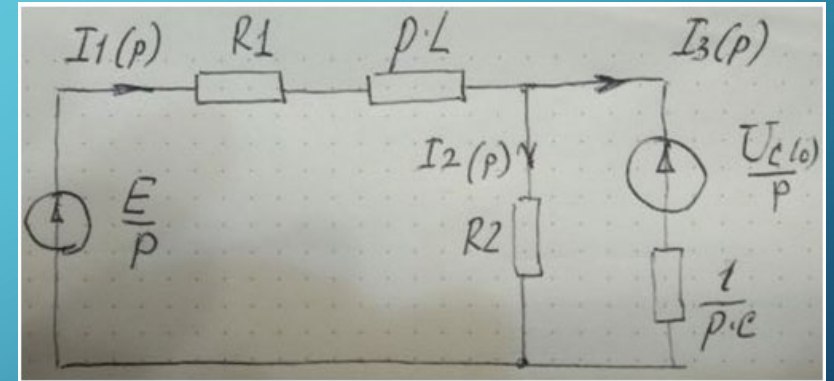 I1(p) R1 p·L I3(p)
I2(p)
E/p
R2
Uc(0)/p
1/p·c